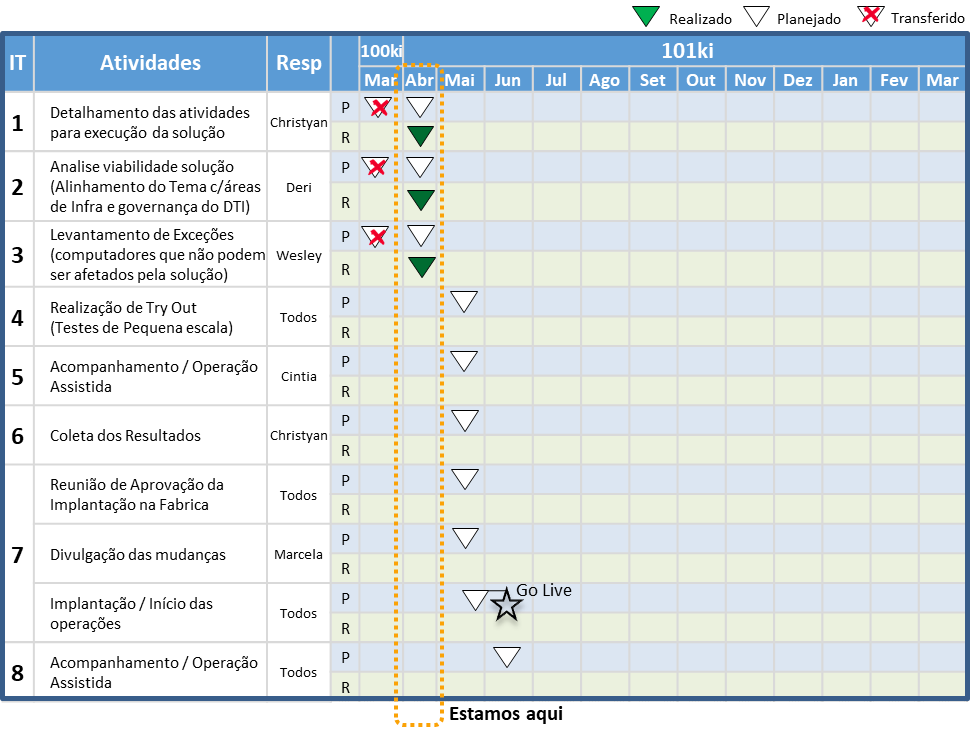 Realizado Planejado Transferido
IT Atividades Resp 100ki 101ki
Mar Abr Mai Jun Jul Ago Set Out Nov Dez Jan Fev Mar
1 Detalhamento das atividades
para execução da solução
Christyan P
R
2 Analise viabilidade solução
(Alinhamento do Tema c/áreas
de Infra e governança do DTI)
Deri P
R
3 Levantamento de Exceções
(computadores que não podem
ser afetados pela solução)
Wesley P
R
4 Realização de Try Out
(Testes de Pequena escala)
Todos P
R
5 Acompanhamento / Operação
Assistida
Cintia P
R
6 Coleta dos Resultados
Christyan P
R
7 Reunião de Aprovação da
Implantação na Fabrica
Todos P
R
Divulgação das mudanças
Marcela P
R
Implantação / Início das
operações
Todos P
R
Go Live
8 Acompanhamento / Operação
Assistida
Todos P
R
Estamos aqui